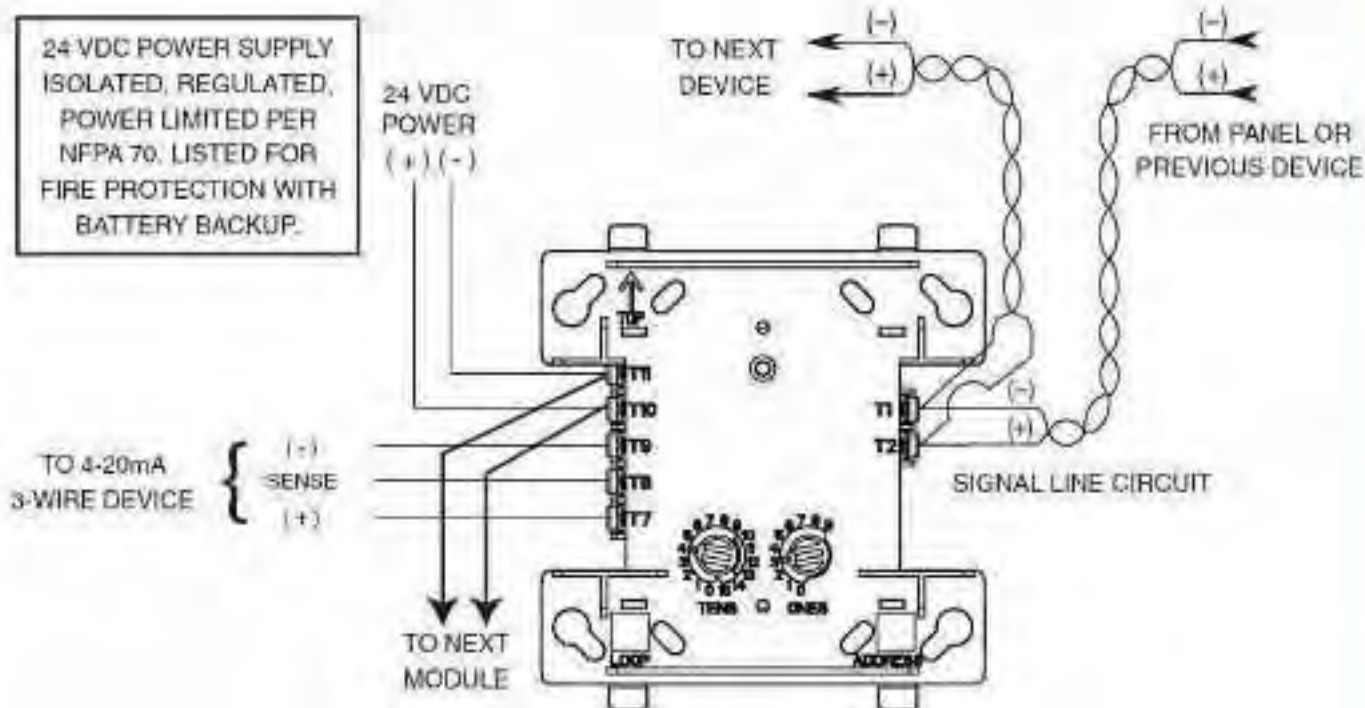 24 VDC POWER SUPPLY
ISOLATED, REGULATED,
POWER LIMITED PER
NFPA 70. LISTED FOR
FIRE PROTECTION WITH
BATTERY BACKUP.
24 VDC
POWER
(+) (-)
TO NEXT
DEVICE
(-)
(+)
(-)
(+)
FROM PANEL OR
PREVIOUS DEVICE
TOP
T11
T10
T9
T8
T7
T1
T2
(-)
(+)
SIGNAL LINE CIRCUIT
TO 4-20mA
3-WIRE DEVICE
(-)
SENSE
(+)
TENS
ONES
LOOP
ADDRESS
TO NEXT
MODULE